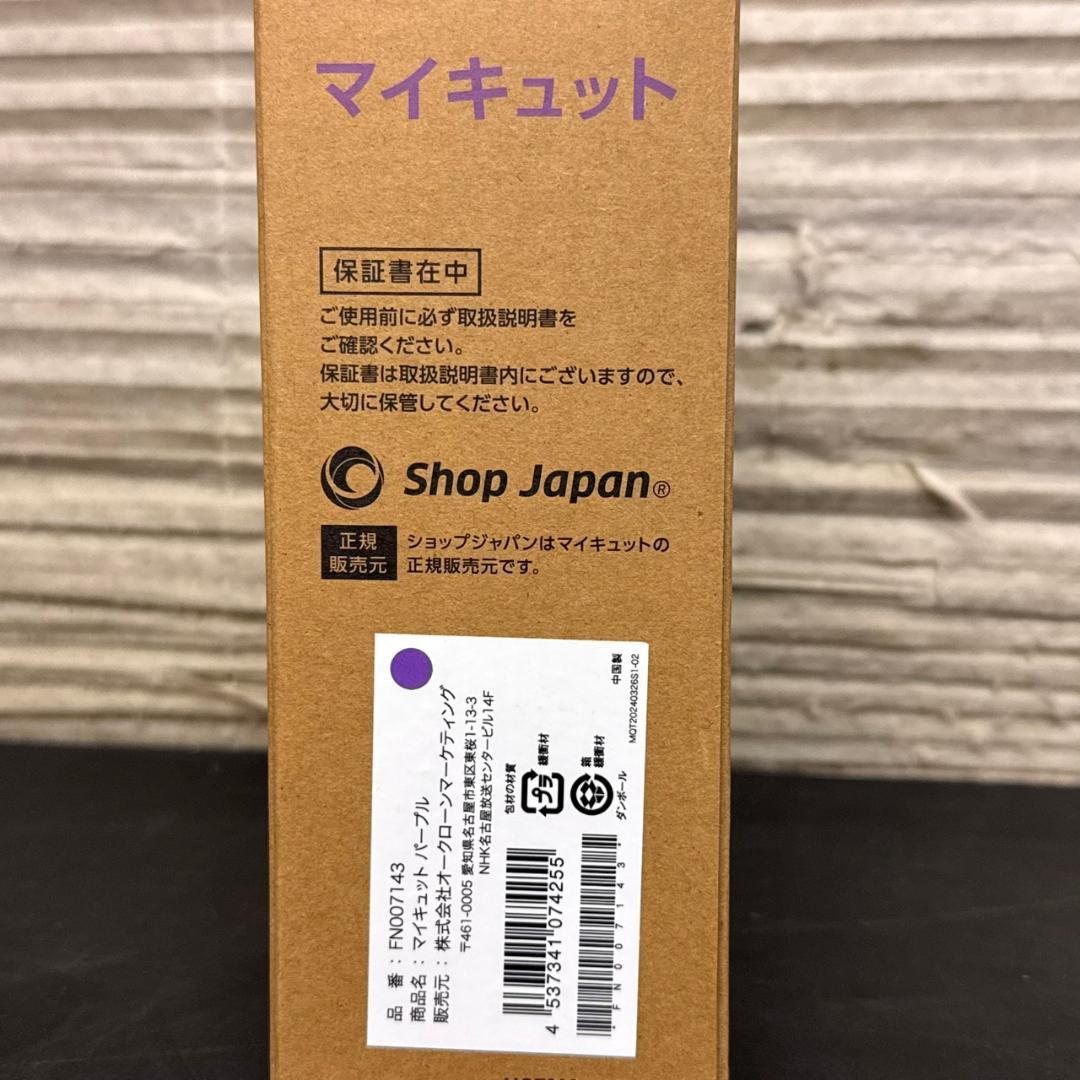 マイキュット
保証書在中
ご使用前に必ず取扱説明書を
ご確認ください。
保証書は取扱説明書内にございますので、
大切に保管してください。
Shop Japan®
正規
販売元
ショップジャパンはマイキュットの
正規販売元です。
品 番：FN007143
商品名：マイキュット パープル
販売元：株式会社オークローンマーケティング
〒461-0005 愛知県名古屋市東区東桜1-13-3
NHK名古屋放送センタービル14F
包材の材質
プラ
緩衝材
箱
緩衝材
ダンボール
4 537341 074255
*FN007143*
中国製
MQT20240326S1-02